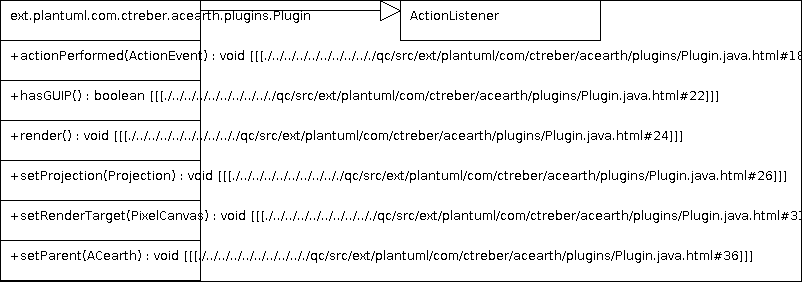 ext.plantuml.com.ctreber.acearth.plugins.Plugin
ActionListener
+actionPerformed(ActionEvent) : void [[[./../../../../../../../../../qc/src/ext/plantuml/com/ctreber/acearth/plugins/Plugin.java.html#18
+hasGUIP() : boolean [[[./../../../../../../../../../qc/src/ext/plantuml/com/ctreber/acearth/plugins/Plugin.java.html#22]]]
+render() : void [[[./../../../../../../../../../qc/src/ext/plantuml/com/ctreber/acearth/plugins/Plugin.java.html#24]]]
+setProjection(Projection) : void [[[./../../../../../../../../../qc/src/ext/plantuml/com/ctreber/acearth/plugins/Plugin.java.html#26]]]
+setRenderTarget(PixelCanvas) : void [[[./../../../../../../../../../qc/src/ext/plantuml/com/ctreber/acearth/plugins/Plugin.java.html#31
+setParent(ACearth) : void [[[./../../../../../../../../../qc/src/ext/plantuml/com/ctreber/acearth/plugins/Plugin.java.html#36]]]